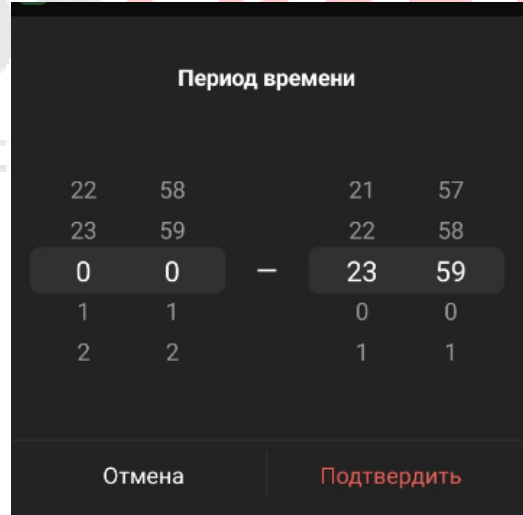 Период времени
22 58 21 57
23 59 22 58
0 0 – 23 59
1 1 0 0
2 2 1 1
Отмена Подтвердить